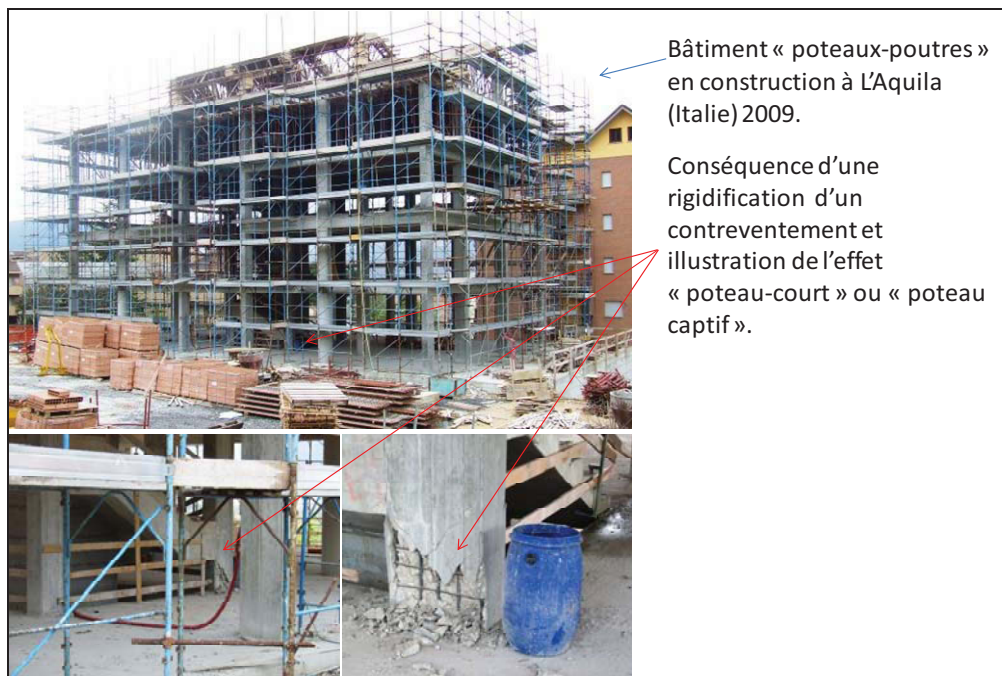 Bâtiment « poteaux-poutres »
en construction à L’Aquila
(Italie) 2009.
Conséquence d’une
rigidification d’un
contreventement et
illustration de l’effet
« poteau-court » ou « poteau
captif ».